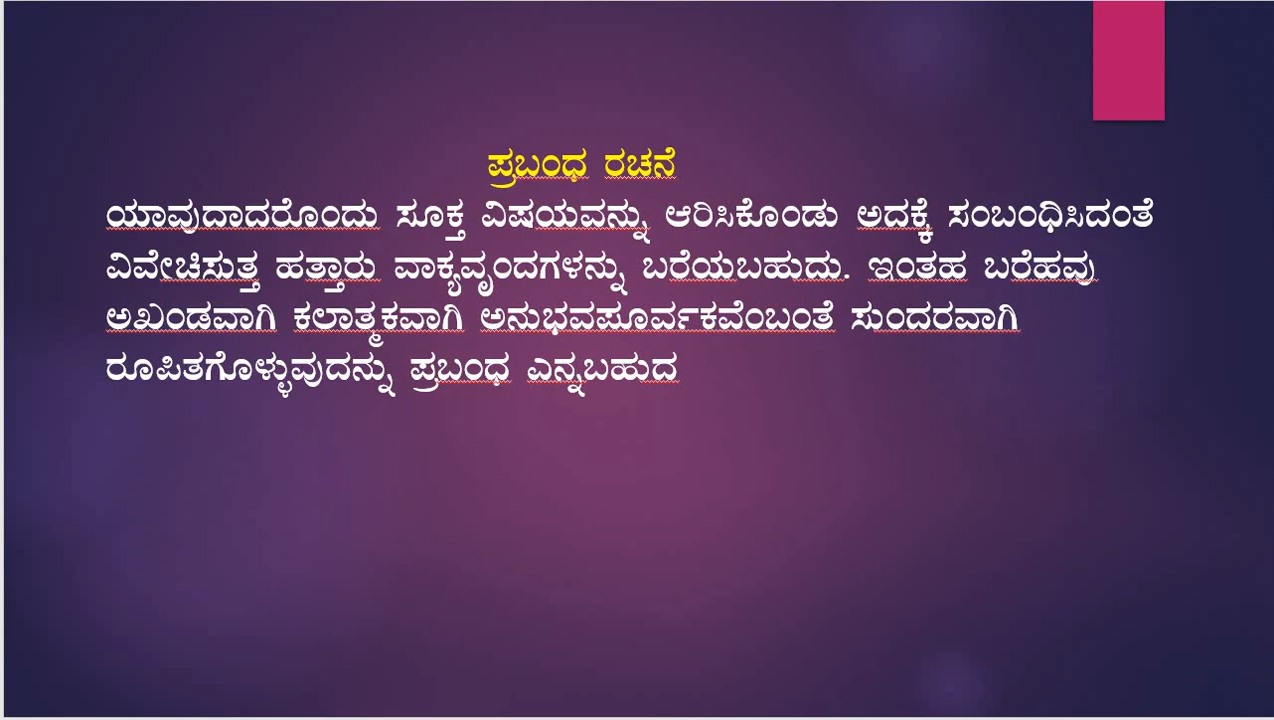 ಪ್ರಬಂಧ ರಚನೆ
ಯಾವುದಾದರೊಂದು ಸೂಕ್ತ ವಿಷಯವನ್ನು ಆರಿಸಿಕೊಂಡು ಅದಕ್ಕೆ ಸಂಬಂಧಿಸಿದಂತೆ
ವಿವೇಚಿಸುತ್ತ ಹತ್ತಾರು ವಾಕ್ಯವೃಂದಗಳನ್ನು ಬರೆಯಬಹುದು. ಇಂತಹ ಬರೆಹವು
ಅಖಂಡವಾಗಿ ಕಲಾತ್ಮಕವಾಗಿ ಅನುಭವಪೂರ್ವಕವೆಂಬಂತೆ ಸುಂದರವಾಗಿ
ರೂಪಿತಗೊಳ್ಳುವುದನ್ನು ಪ್ರಬಂಧ ಎನ್ನಬಹುದ